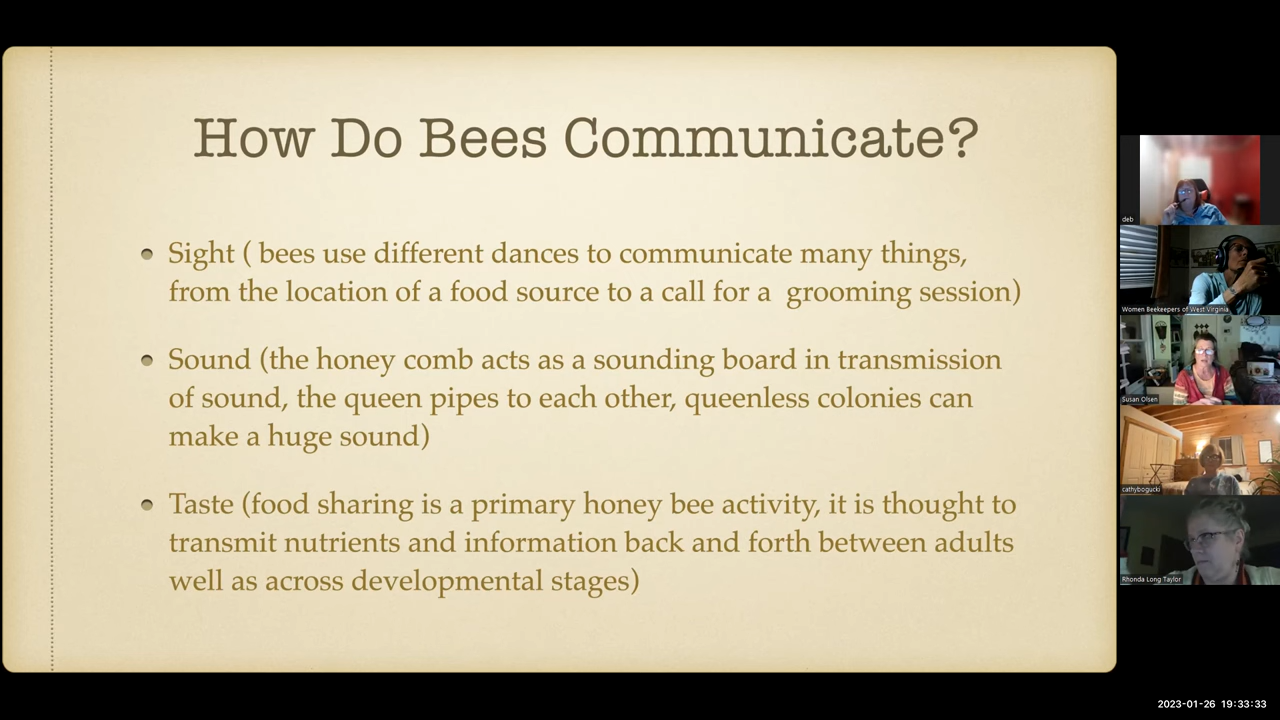 How Do Bees Communicate?
Sight ( bees use different dances to communicate many things,
from the location of a food source to a call for a  grooming session)
Sound (the honey comb acts as a sounding board in transmission
of sound, the queen pipes to each other, queenless colonies can
make a huge sound)
Taste (food sharing is a primary honey bee activity, it is thought to
transmit nutrients and information back and forth between adults
well as across developmental stages)
deb
Women Beekeepers of West Virginia
Susan Olsen
cathybogucki
Rhonda Long Taylor
2023-01-26 19:33:33